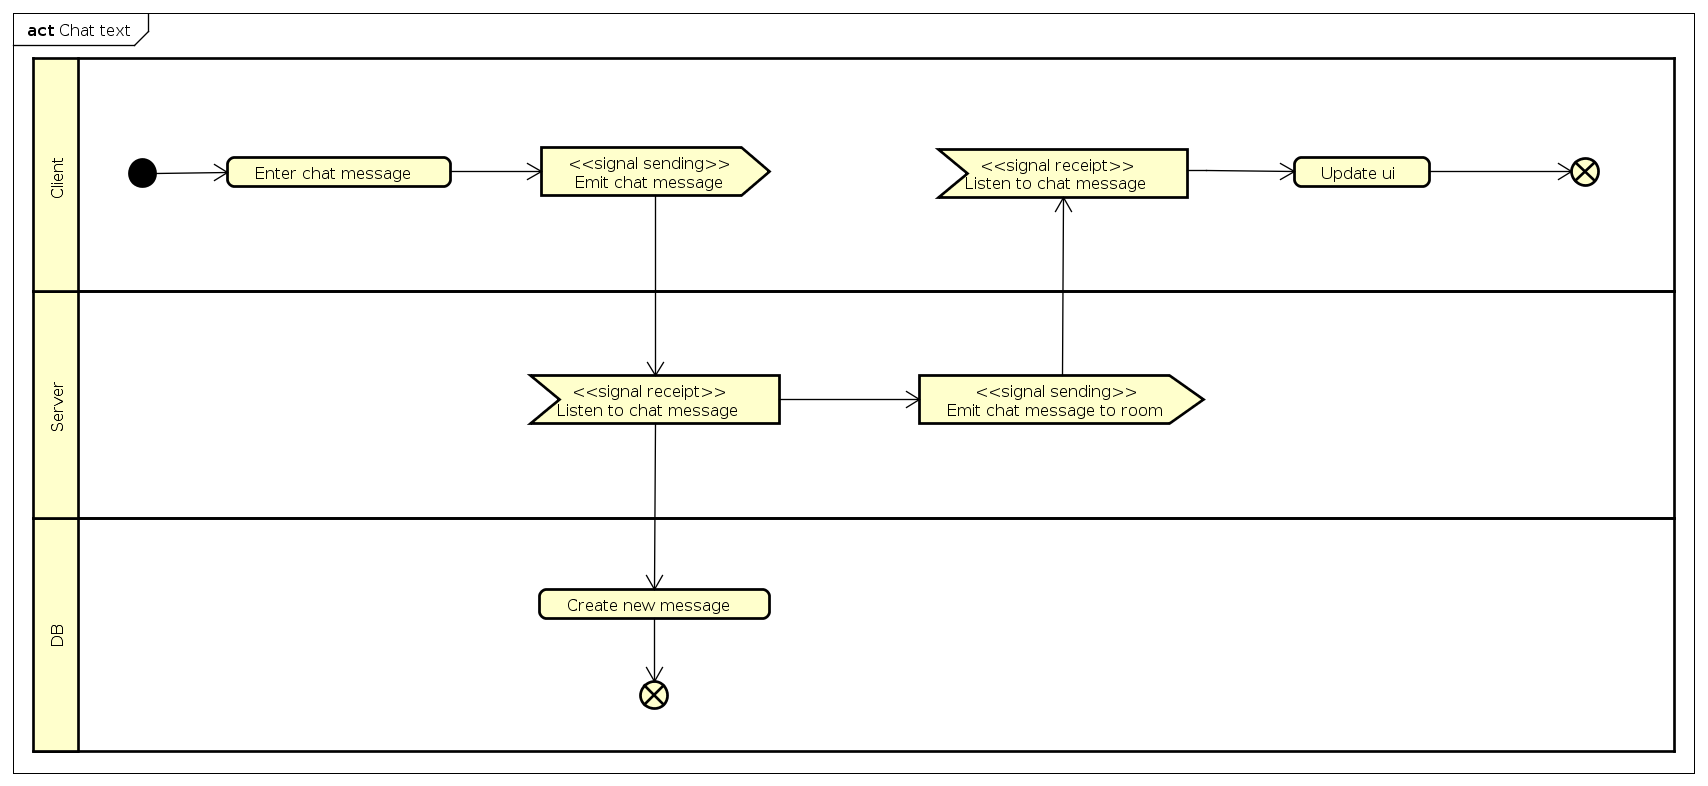 act Chat text
Client
Enter chat message
<<signal sending>>
Emit chat message
<<signal receipt>>
Listen to chat message
Update ui
Server
<<signal receipt>>
Listen to chat message
<<signal sending>>
Emit chat message to room
DB
Create new message